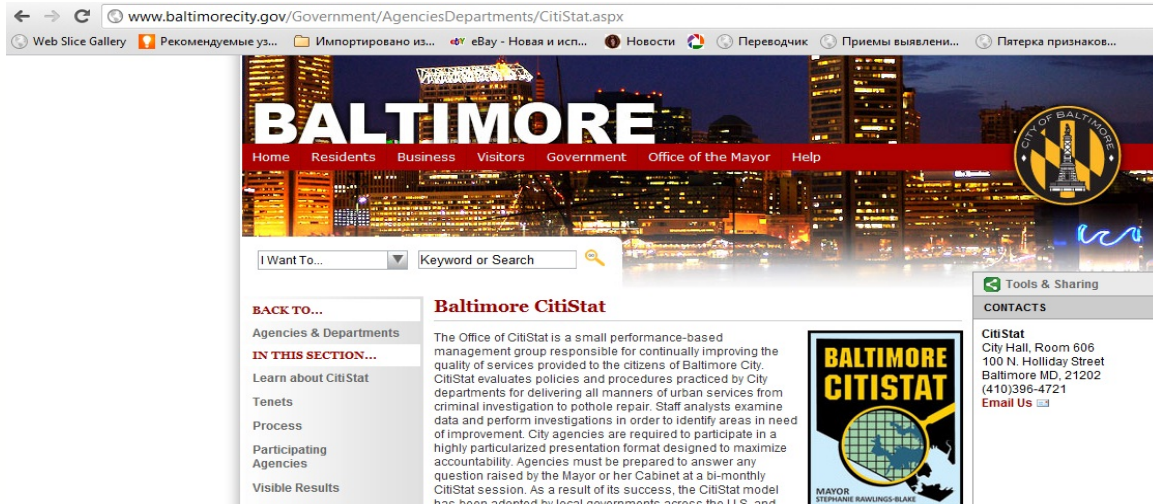 www.baltimorecity.gov/Government/AgenciesDepartments/CitiStat.aspx
Web Slice Gallery Рекомендуемые уз... Импортировано из... eBay - Новая и исп... Новости Переводчик Приемы выявлени... Пятерка признаков...
BALTIMORE
CITY OF BALTIMORE
Home Residents Business Visitors Government Office of the Mayor Help
I Want To... Keyword or Search
Tools & Sharing
BACK TO...
Agencies & Departments
IN THIS SECTION...
Learn about CitiStat
Tenets
Process
Participating
Agencies
Visible Results
Baltimore CitiStat
The Office of CitiStat is a small performance-based
management group responsible for continually improving the
quality of services provided to the citizens of Baltimore City.
CitiStat evaluates policies and procedures practiced by City
departments for delivering all manners of urban services from
criminal investigation to pothole repair. Staff analysts examine
data and perform investigations in order to identify areas in need
of improvement. City agencies are required to participate in a
highly particularized presentation format designed to maximize
accountability. Agencies must be prepared to answer any
question raised by the Mayor or her Cabinet at a bi-monthly
CitiStat session. As a result of its success, the CitiStat model
has been adopted by local governments across the U.S. and
BALTIMORE
CITISTAT
MAYOR
STEPHANIE RAWLINGS-BLAKE
CONTACTS
CitiStat
City Hall, Room 606
100 N. Holliday Street
Baltimore MD, 21202
(410)396-4721
Email Us